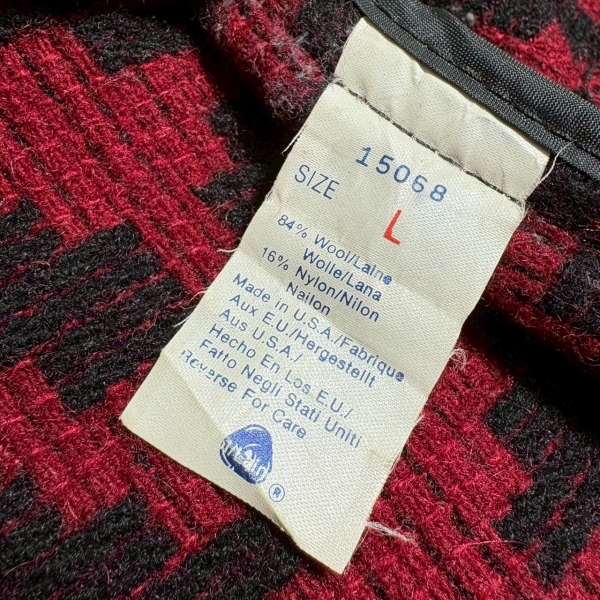 15068
SIZE L
84% Wool/Laine
Wolle/Lana
16% Nylon/Nilon
Nailon
Made in U.S.A./Fabrique
Aux E.U/Hergestellt
Aus U.S.A./
Hecho En Los E.U/
Fatto Negli Stati Uniti
Reverse For Care
®